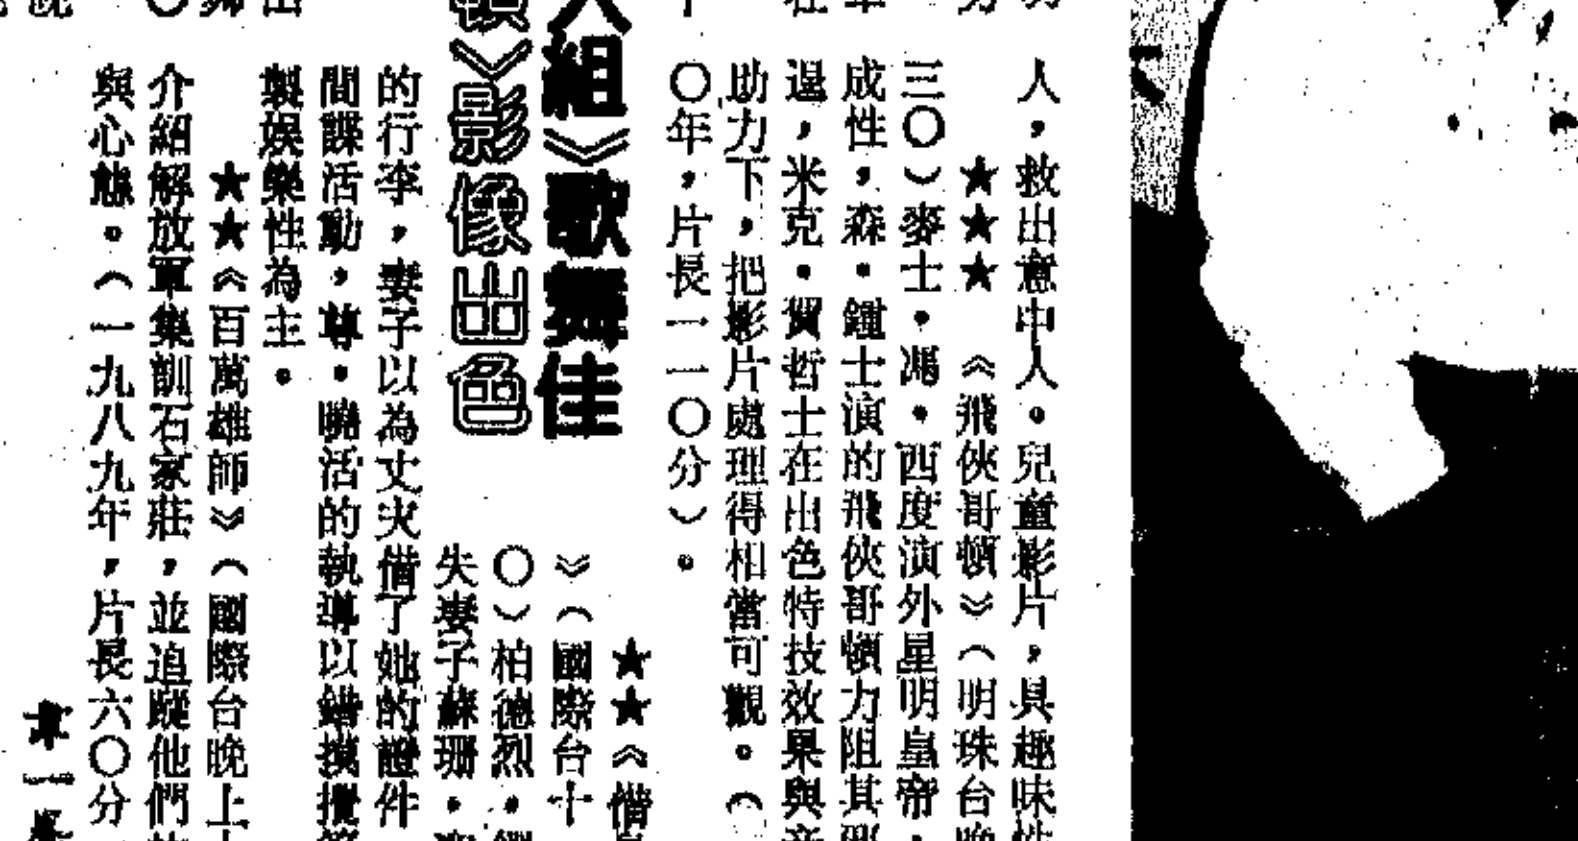 人，救出意中人。兒童影片，具趣味性
★★★　《飛俠哥頓》（明珠台晚
三〇）麥士・馮・西度演外星明皇帝，
成性，森・鍾士演的飛俠哥頓力阻其邪
還，米克・賀哲士在出色特技效果與音
助力下，把影片處理得相當可觀。（
〇年，片長一一〇分）。
人組》歌舞佳
頓》影像出色
★★《借
》（國際台十
〇）柏德烈・
失妻子蘇珊・
的行李，妻子以為丈夫借了她的證件
間諜活動，尊・曉活的執導以錯摸攪
製娛樂性為主。
★★《百萬雄師》（國際台晚上
介紹解放軍集訓石家莊，並追蹤他們
與心態。（一九八九年，片長六〇分